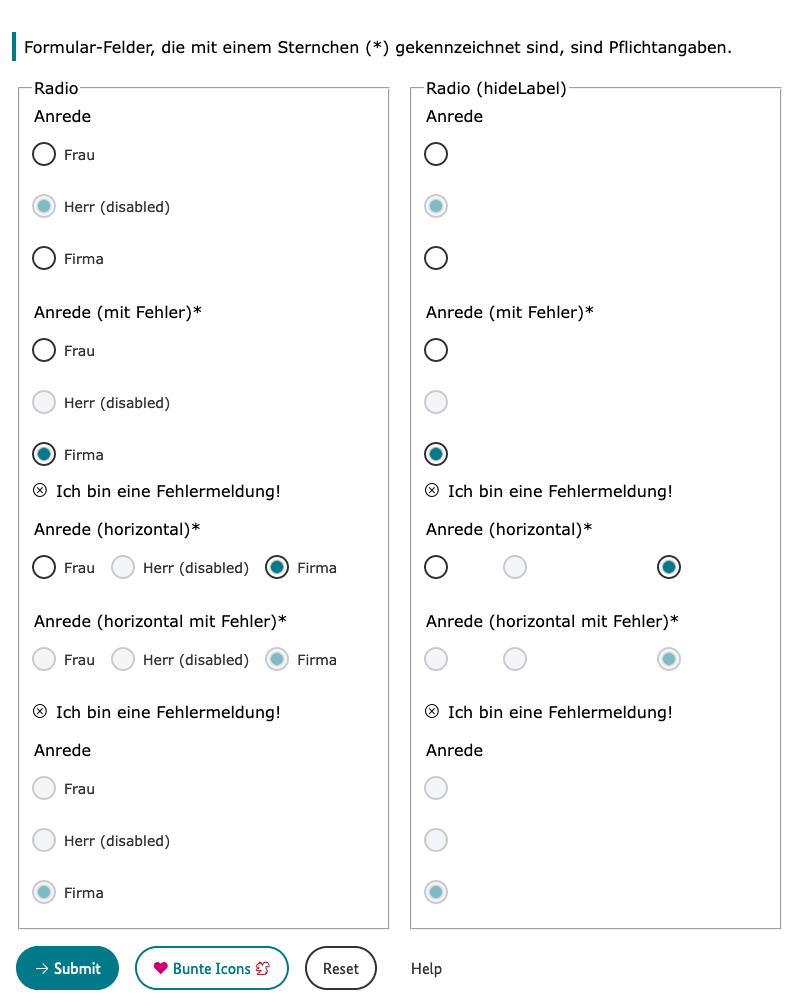 Formular-Felder, die mit einem Sternchen (*) gekennzeichnet sind, sind Pflichtangaben.
Radio
Anrede
Frau
Herr (disabled)
Firma
Anrede (mit Fehler)*
Frau
Herr (disabled)
Firma
Ich bin eine Fehlermeldung!
Anrede (horizontal)*
Frau Herr (disabled) Firma
Anrede (horizontal mit Fehler)*
Frau Herr (disabled) Firma
Ich bin eine Fehlermeldung!
Anrede
Frau
Herr (disabled)
Firma
Radio (hideLabel)
Anrede
Anrede (mit Fehler)*
Ich bin eine Fehlermeldung!
Anrede (horizontal)*
Anrede (horizontal mit Fehler)*
Ich bin eine Fehlermeldung!
Anrede
Submit Bunte Icons Reset Help